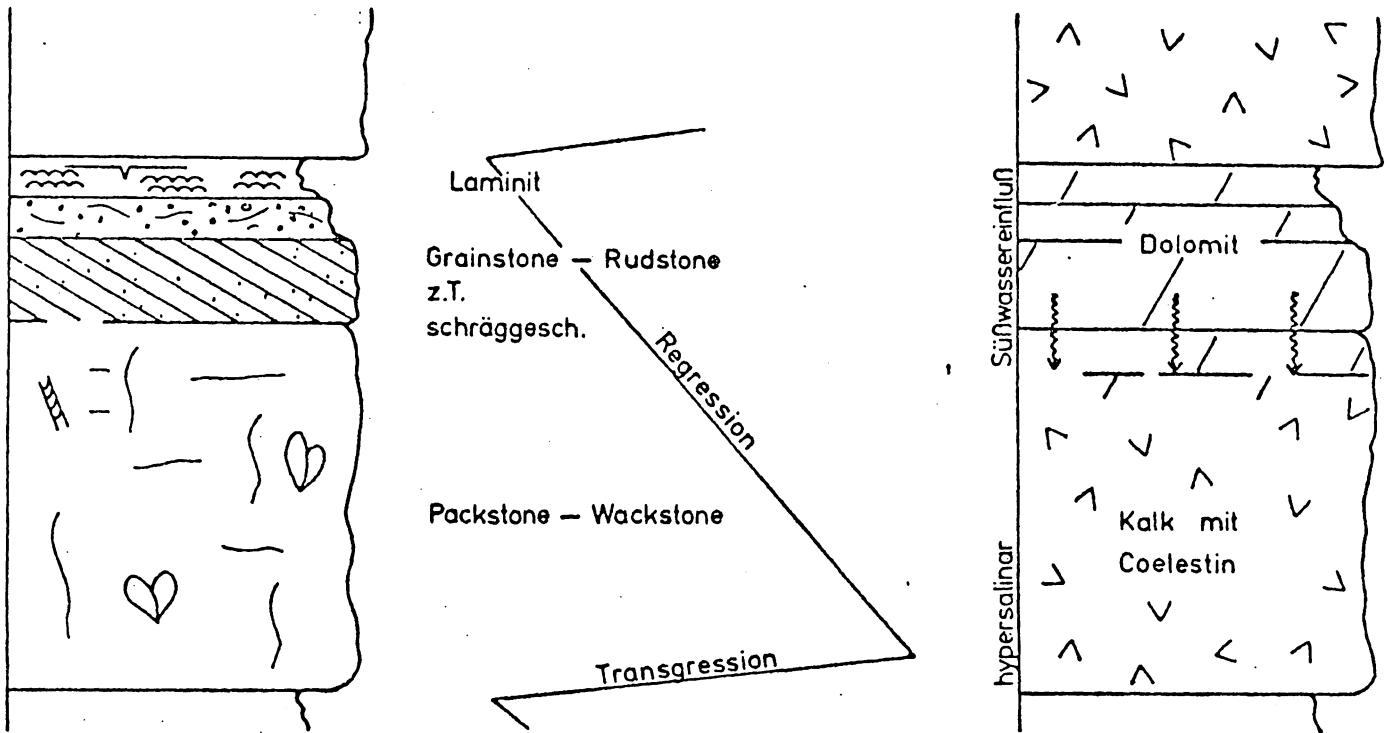 Laminit
Grainstone – Rudstone
z.T.
schräggesch.
Regression
Packstone – Wackstone
Transgression
Süßwassereinfluß
hypersalinar
Dolomit
Kalk mit
Coelestin